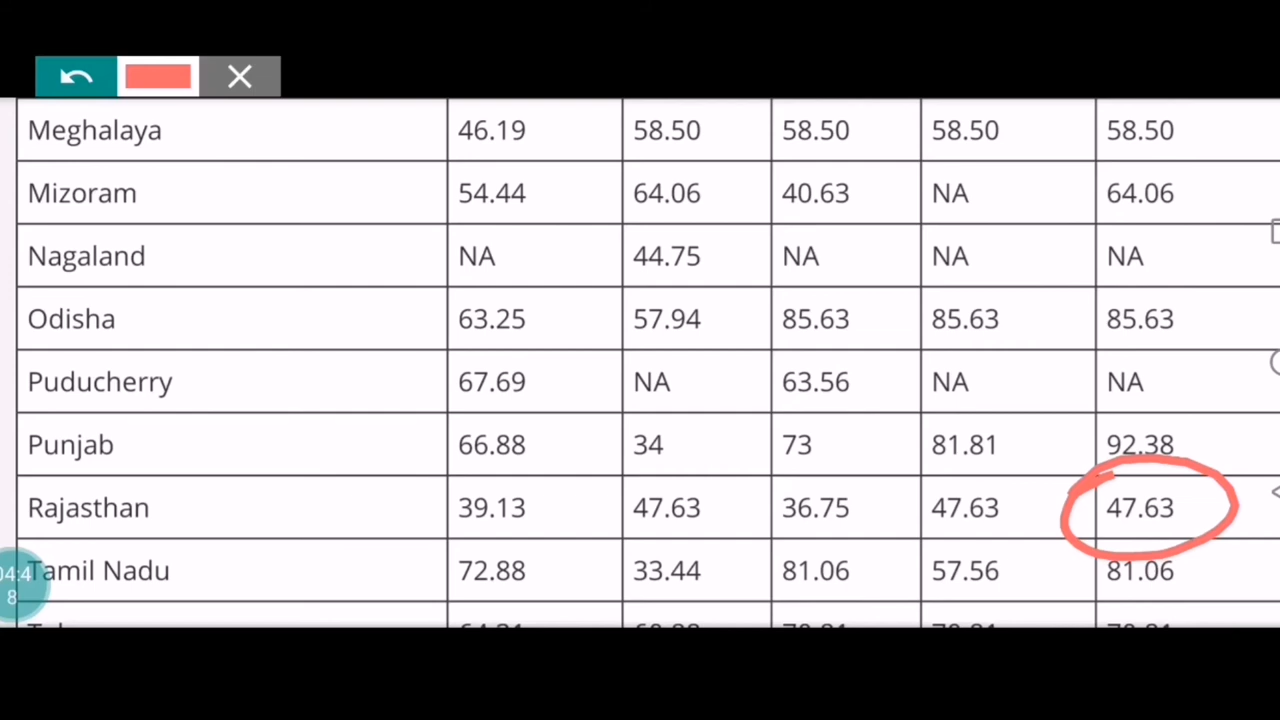 Meghalaya 46.19 58.50 58.50 58.50 58.50
Mizoram 54.44 64.06 40.63 NA 64.06
Nagaland NA 44.75 NA NA NA
Odisha 63.25 57.94 85.63 85.63 85.63
Puducherry 67.69 NA 63.56 NA NA
Punjab 66.88 34 73 81.81 92.38
Rajasthan 39.13 47.63 36.75 47.63 47.63
Tamil Nadu 72.88 33.44 81.06 57.56 81.06
04:4
8